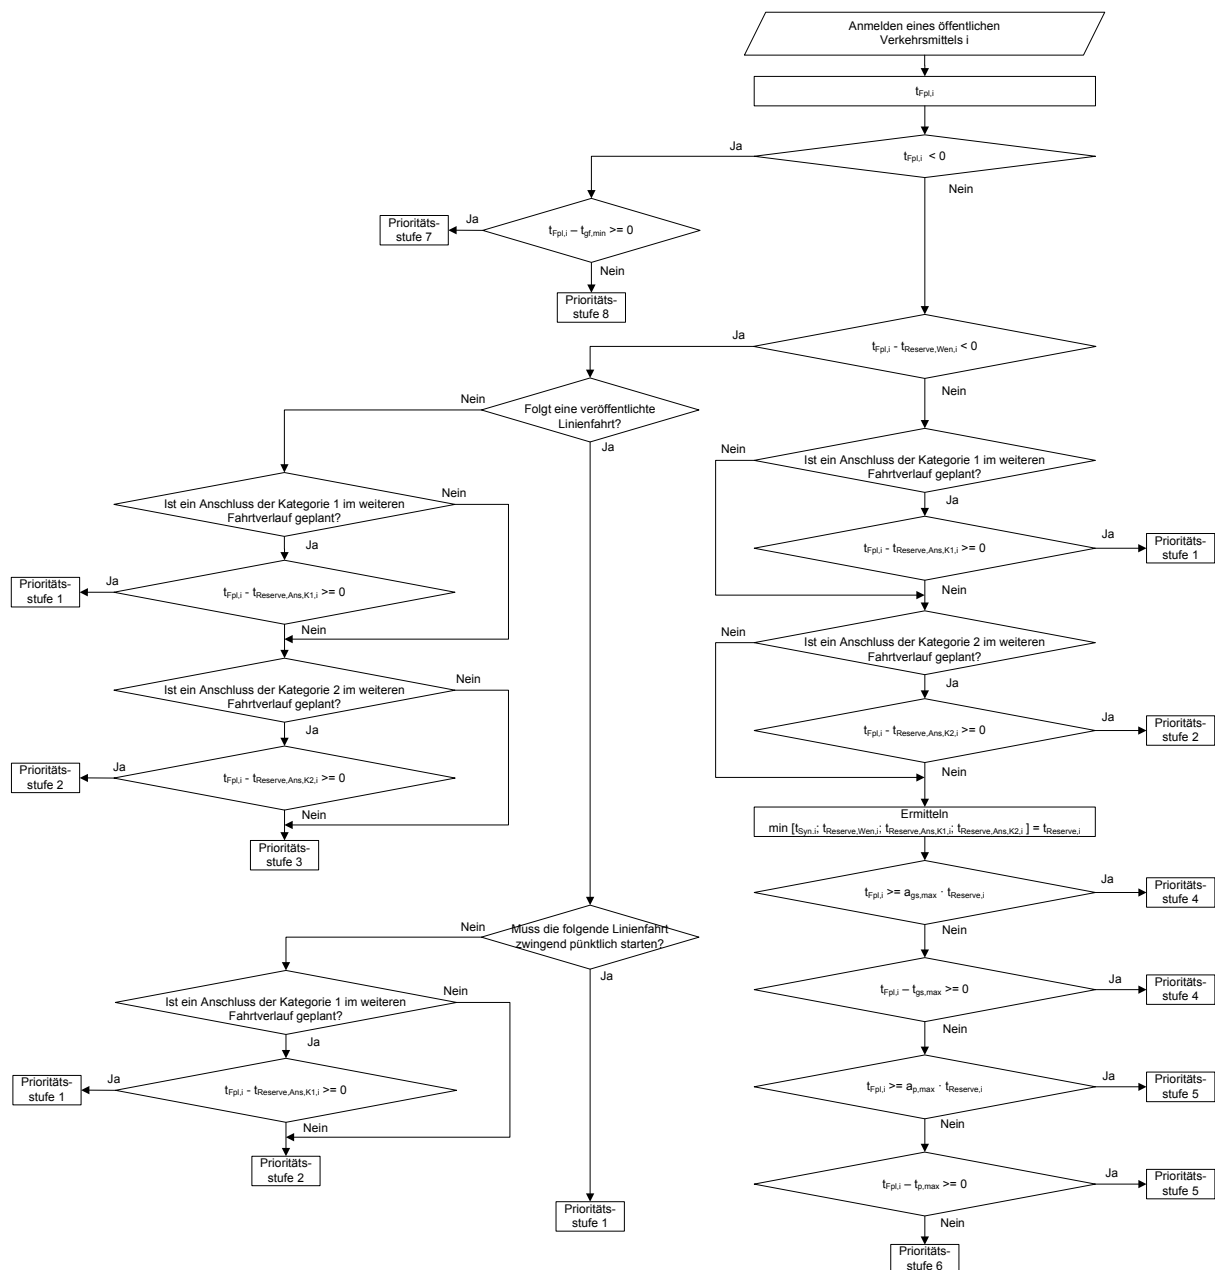 Anmelden eines öffentlichen
Verkehrsmittels i
tFpl,i
Ja
tFpl,i < 0
Nein
Prioritäts-
stufe 7
Ja
tFpl,i – tgf,min >= 0
Nein
Prioritäts-
stufe 8
Ja
tFpl,i - tReserve,Wen,i < 0
Nein
Nein
Folgt eine veröffentlichte
Linienfahrt?
Ja
Nein
Ist ein Anschluss der Kategorie 1 im weiteren
Fahrtverlauf geplant?
Ja
tFpl,i - tReserve,Ans,K1,i >= 0
Ja
Prioritäts-
stufe 1
Nein
Nein
Ist ein Anschluss der Kategorie 2 im weiteren
Fahrtverlauf geplant?
Ja
tFpl,i - tReserve,Ans,K2,i >= 0
Ja
Prioritäts-
stufe 2
Nein
Ist ein Anschluss der Kategorie 1 im weiteren
Fahrtverlauf geplant?
Nein
Ja
Prioritäts-
stufe 1
Ja
tFpl,i - tReserve,Ans,K1,i >= 0
Nein
Ist ein Anschluss der Kategorie 2 im weiteren
Fahrtverlauf geplant?
Nein
Ja
Prioritäts-
stufe 2
Ja
tFpl,i - tReserve,Ans,K2,i >= 0
Nein
Prioritäts-
stufe 3
Ermitteln
min [tSyn,i; tReserve,Wen,i; tReserve,Ans,K1,i; tReserve,Ans,K2,i ] = tReserve,i
tFpl,i >= ags,max · tReserve,i
Ja
Prioritäts-
stufe 4
Nein
tFpl,i – tgs,max >= 0
Ja
Prioritäts-
stufe 4
Nein
tFpl,i >= ap,max · tReserve,i
Ja
Prioritäts-
stufe 5
Nein
tFpl,i – tp,max >= 0
Ja
Prioritäts-
stufe 5
Nein
Prioritäts-
stufe 6
Nein
Muss die folgende Linienfahrt
zwingend pünktlich starten?
Ja
Ist ein Anschluss der Kategorie 1 im weiteren
Fahrtverlauf geplant?
Nein
Ja
Prioritäts-
stufe 1
Ja
tFpl,i - tReserve,Ans,K1,i >= 0
Nein
Prioritäts-
stufe 2
Prioritäts-
stufe 1